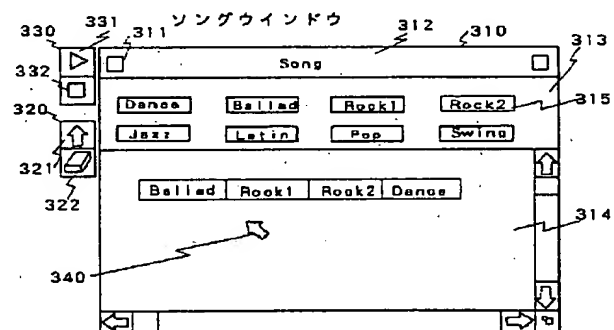 ソングウインドウ
330 331 311 312 310
332
Song
313
Dance Ballad Rock1 Rock2
315
Jazz Latin Pop Swing
320
321
322
Ballad Rock1 Rock2 Dance
314
340